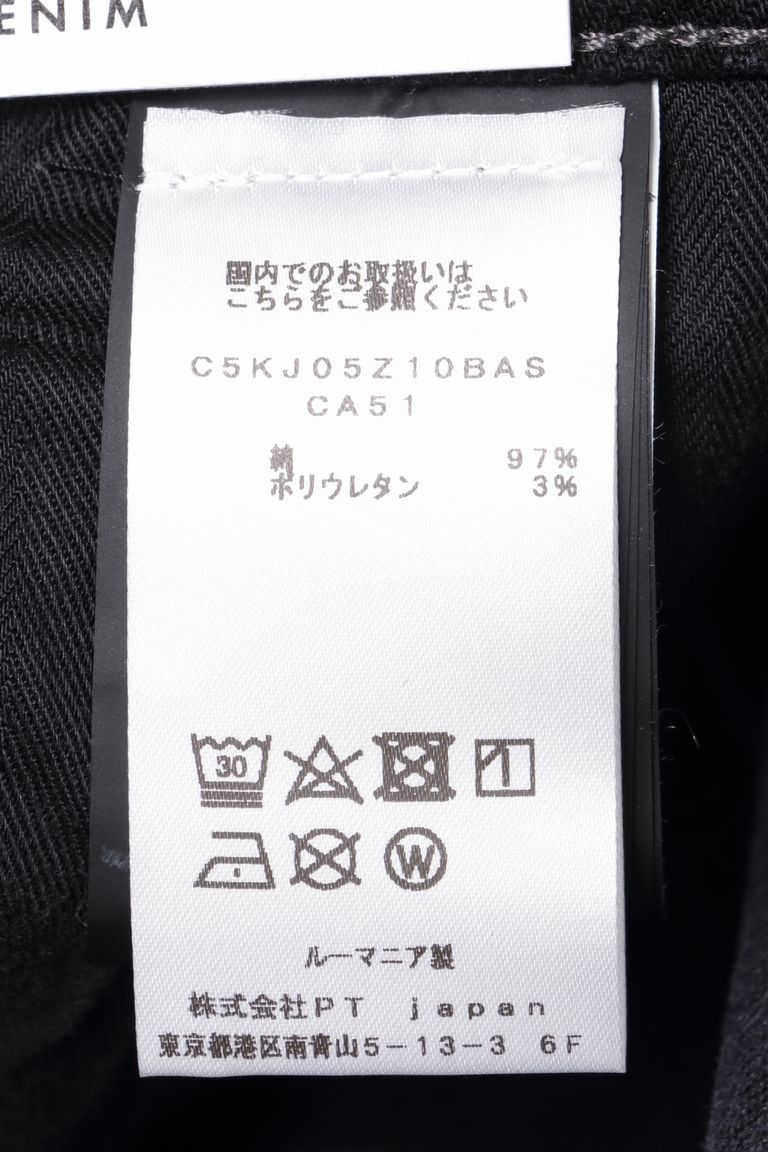 ENIM
国内でのお取扱いは
こちらをご参照ください
C5KJ05Z10BAS
CA51
綿 97%
ポリウレタン 3%
30
W
ルーマニア製
株式会社PT japan
東京都港区南青山5-13-3 6F